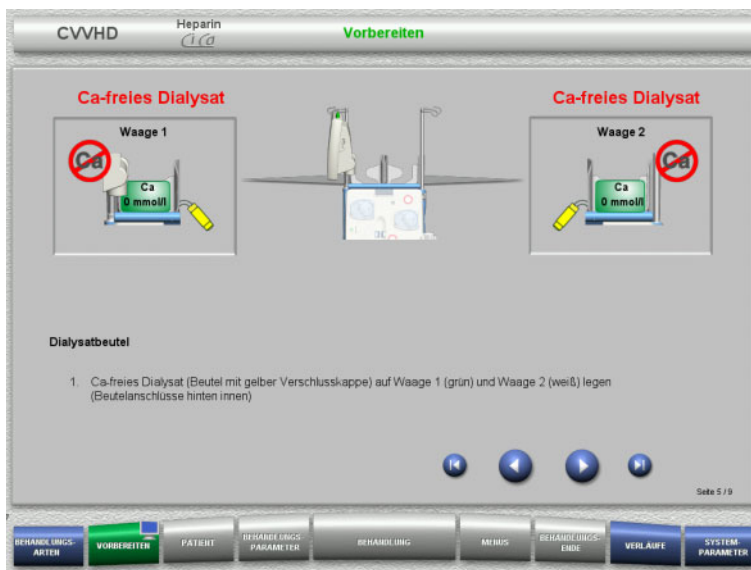 CVVHD
Heparin
CiCa
Vorbereiten
Ca-freies Dialysat
Ca-freies Dialysat
Waage 1
Waage 2
Ca
Ca
Ca
0 mmol/l
Ca
0 mmol/l
Dialysatbeutel
1. Ca-freies Dialysat (Beutel mit gelber Verschlusskappe) auf Waage 1 (grün) und Waage 2 (weiß) legen
(Beutelanschlüsse hinten innen)
Seite 5 / 9
BEHANDLUNGS-
ARTEN
VORBEREITEN
PATIENT
BEHANDLUNGS-
PARAMETER
BEHANDLUNG
MENÜS
BEHANDLUNGS-
ENDE
VERLÄUFE
SYSTEM-
PARAMETER